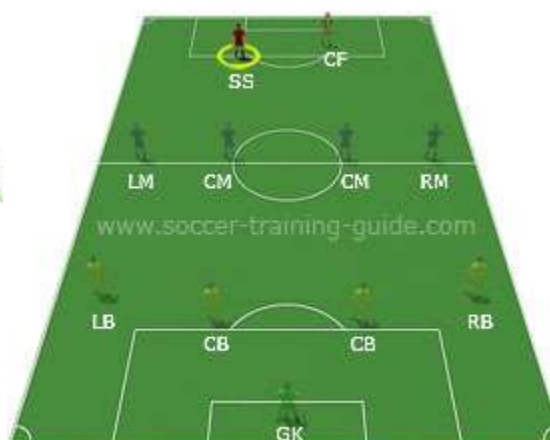 CF
SS
LM CM CM RM
www.soccer-training-guide.com
LB RB
CB CB
GK